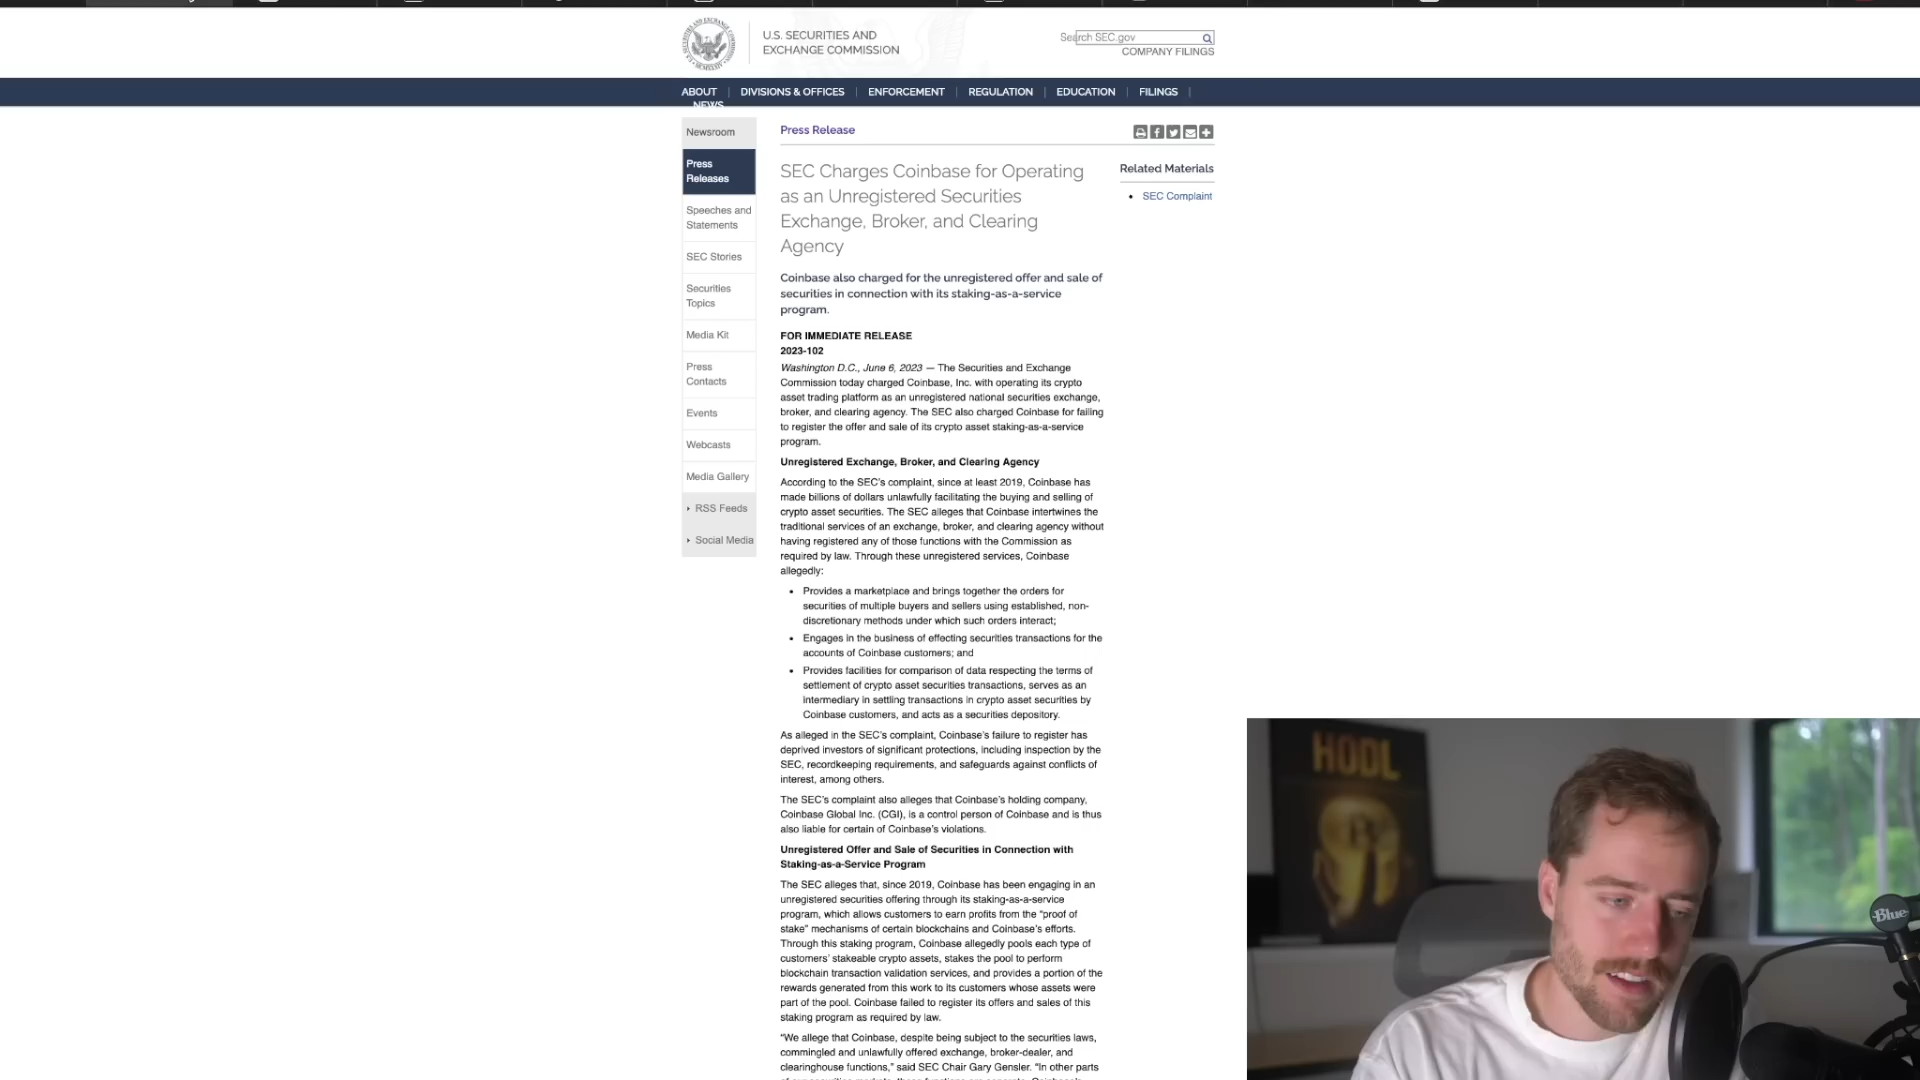 U.S. SECURITIES AND
EXCHANGE COMMISSION
Search SEC.gov
COMPANY FILINGS
ABOUT
DIVISIONS & OFFICES
ENFORCEMENT
REGULATION
EDUCATION
FILINGS
NEWS
Newsroom
Press
Releases
Speeches and
Statements
SEC Stories
Securities
Topics
Media Kit
Press
Contacts
Events
Webcasts
Media Gallery
RSS Feeds
Social Media
Press Release
SEC Charges Coinbase for Operating
as an Unregistered Securities
Exchange, Broker, and Clearing
Agency
Related Materials
SEC Complaint
Coinbase also charged for the unregistered offer and sale of
securities in connection with its staking-as-a-service
program.
FOR IMMEDIATE RELEASE
2023-102
Washington D.C., June 6, 2023 — The Securities and Exchange
Commission today charged Coinbase, Inc. with operating its crypto
asset trading platform as an unregistered national securities exchange,
broker, and clearing agency. The SEC also charged Coinbase for failing
to register the offer and sale of its crypto asset staking-as-a-service
program.
Unregistered Exchange, Broker, and Clearing Agency
According to the SEC's complaint, since at least 2019, Coinbase has
made billions of dollars unlawfully facilitating the buying and selling of
crypto asset securities. The SEC alleges that Coinbase intertwines the
traditional services of an exchange, broker, and clearing agency without
having registered any of those functions with the Commission as
required by law. Through these unregistered services, Coinbase
allegedly:
Provides a marketplace and brings together the orders for
securities of multiple buyers and sellers using established, non-
discretionary methods under which such orders interact;
Engages in the business of effecting securities transactions for the
accounts of Coinbase customers; and
Provides facilities for comparison of data respecting the terms of
settlement of crypto asset securities transactions, serves as an
intermediary in settling transactions in crypto asset securities by
Coinbase customers, and acts as a securities depository.
As alleged in the SEC's complaint, Coinbase's failure to register has
deprived investors of significant protections, including inspection by the
SEC, recordkeeping requirements, and safeguards against conflicts of
interest, among others.
The SEC's complaint also alleges that Coinbase's holding company,
Coinbase Global Inc. (CGI), is a control person of Coinbase and is thus
also liable for certain of Coinbase's violations.
Unregistered Offer and Sale of Securities in Connection with
Staking-as-a-Service Program
The SEC alleges that, since 2019, Coinbase has been engaging in an
unregistered securities offering through its staking-as-a-service
program, which allows customers to earn profits from the "proof of
stake" mechanisms of certain blockchains and Coinbase's efforts.
Through this staking program, Coinbase allegedly pools each type of
customers' stakeable crypto assets, stakes the pool to perform
blockchain transaction validation services, and provides a portion of the
rewards generated from this work to its customers whose assets were
part of the pool. Coinbase failed to register its offers and sales of this
staking program as required by law.
"We allege that Coinbase, despite being subject to the securities laws,
commingled and unlawfully offered exchange, broker-dealer, and
clearinghouse functions," said SEC Chair Gary Gensler. "In other parts
HODL
Blue